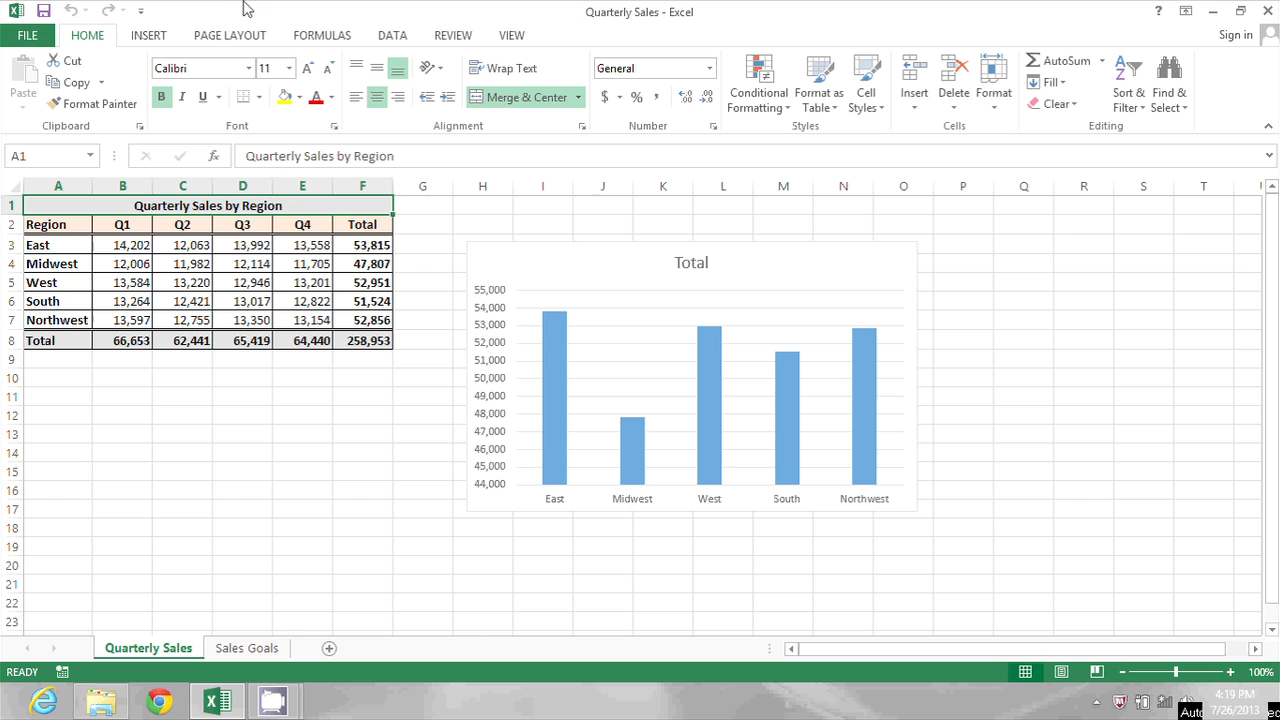 Quarterly Sales - Excel
?
FILE HOME INSERT PAGE LAYOUT FORMULAS DATA REVIEW VIEW Sign in
Paste Cut Copy Format Painter Clipboard
Calibri 11 B I U A Font
Wrap Text Merge & Center Alignment
General $ % , Number
Conditional Formatting Format as Table Cell Styles Styles
Insert Delete Format Cells
AutoSum Fill Clear Sort & Filter Find & Select Editing
A1 fx Quarterly Sales by Region
A B C D E F G H I J K L M N O P Q R S T
1 Quarterly Sales by Region
2 Region Q1 Q2 Q3 Q4 Total
3 East 14,202 12,063 13,992 13,558 53,815
4 Midwest 12,006 11,982 12,114 11,705 47,807
5 West 13,584 13,220 12,946 13,201 52,951
6 South 13,264 12,421 13,017 12,822 51,524
7 Northwest 13,597 12,755 13,350 13,154 52,856
8 Total 66,653 62,441 65,419 64,440 258,953
9
10
11
12
13
14
15
16
17
18
19
20
21
22
23
Total
55,000
54,000
53,000
52,000
51,000
50,000
49,000
48,000
47,000
46,000
45,000
44,000
East Midwest West South Northwest
Quarterly Sales Sales Goals
READY 100%
4:19 PM
7/26/2013